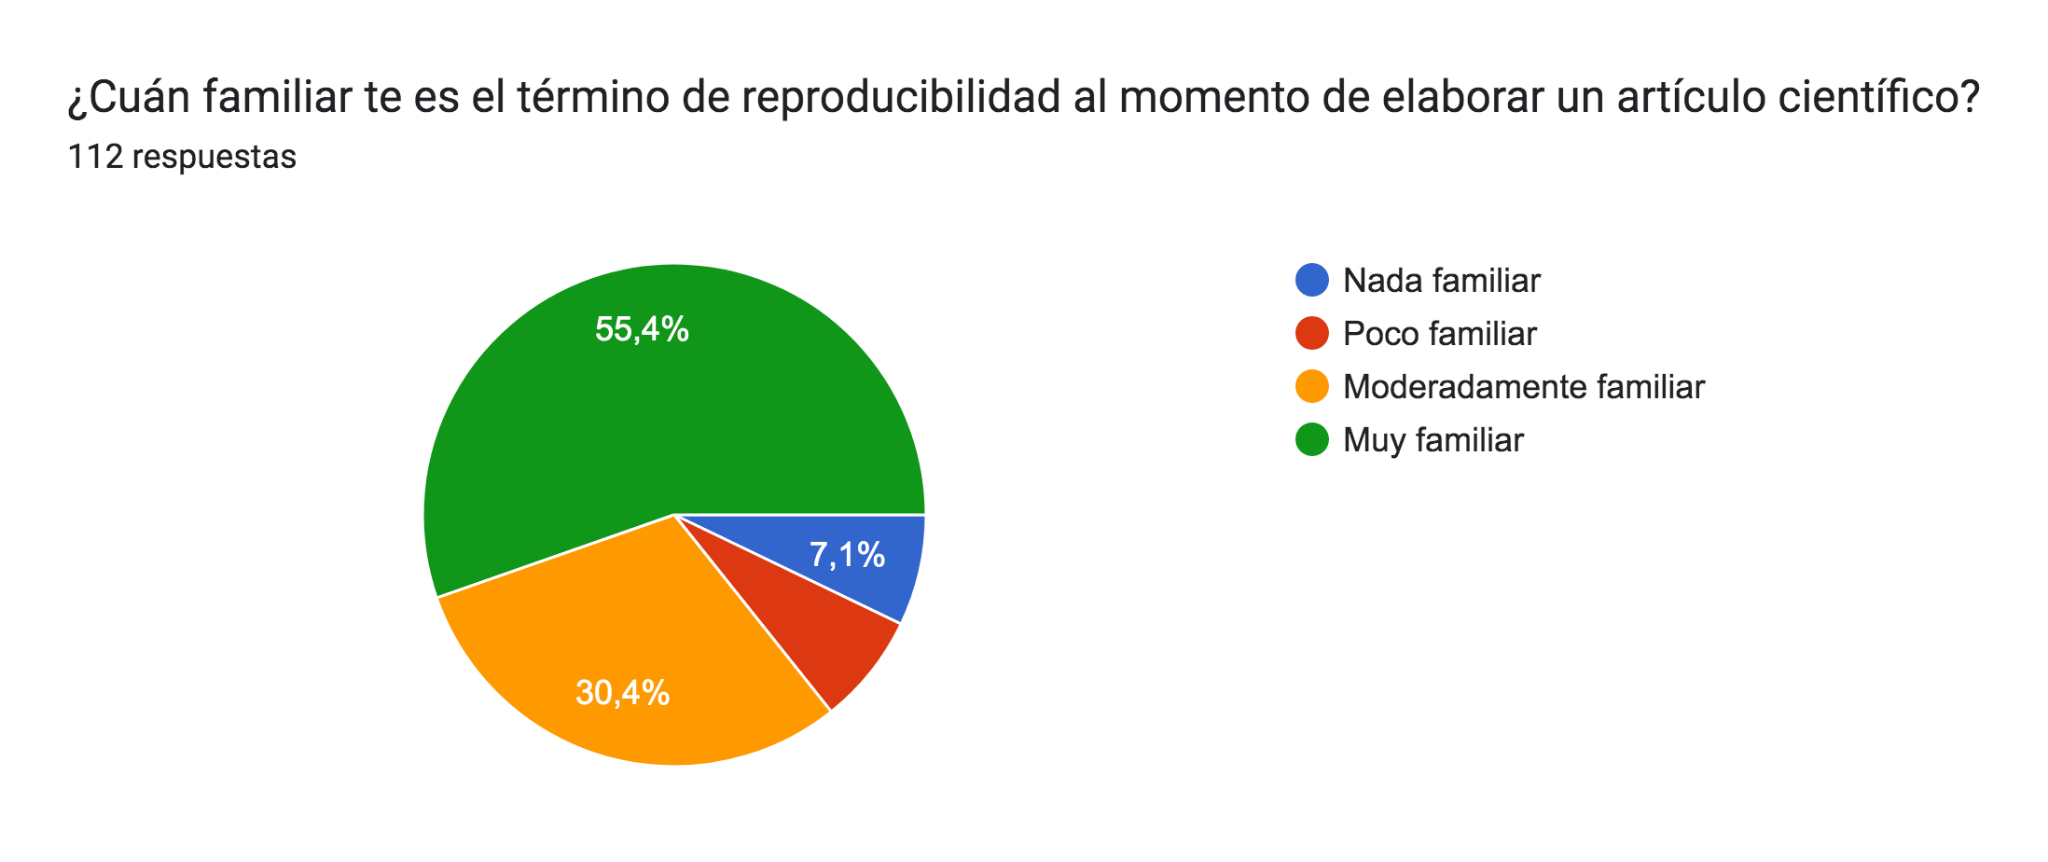 ¿Cuán familiar te es el término de reproducibilidad al momento de elaborar un artículo científico?
112 respuestas
Nada familiar
Poco familiar
Moderadamente familiar
Muy familiar
55,4%
7,1%
30,4%